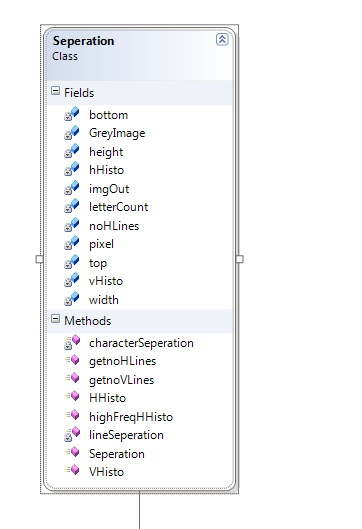 Seperation
Class
Fields
bottom
GreyImage
height
hHisto
imgOut
letterCount
noHLines
pixel
top
vHisto
width
Methods
characterSeperation
getnoHLines
getnoVLines
HHisto
highFreqHHisto
lineSeperation
Seperation
VHisto